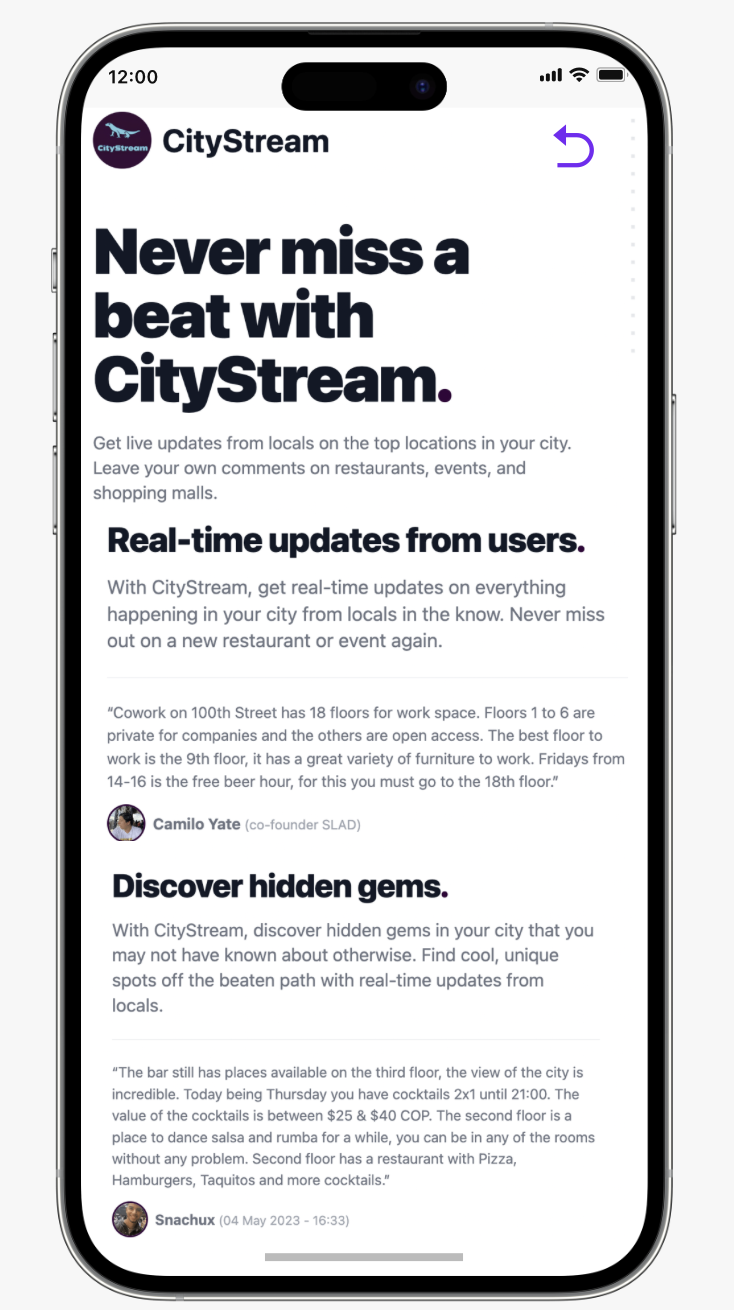 12:00
CityStream
CityStream
Never miss a
beat with
CityStream.
Get live updates from locals on the top locations in your city.
Leave your own comments on restaurants, events, and
shopping malls.
Real-time updates from users.
With CityStream, get real-time updates on everything
happening in your city from locals in the know. Never miss
out on a new restaurant or event again.
“Cowork on 100th Street has 18 floors for work space. Floors 1 to 6 are
private for companies and the others are open access. The best floor to
work is the 9th floor, it has a great variety of furniture to work. Fridays from
14-16 is the free beer hour, for this you must go to the 18th floor.”
Camilo Yate (co-founder SLAD)
Discover hidden gems.
With CityStream, discover hidden gems in your city that you
may not have known about otherwise. Find cool, unique
spots off the beaten path with real-time updates from
locals.
“The bar still has places available on the third floor, the view of the city is
incredible. Today being Thursday you have cocktails 2x1 until 21:00. The
value of the cocktails is between $25 & $40 COP. The second floor is a
place to dance salsa and rumba for a while, you can be in any of the rooms
without any problem. Second floor has a restaurant with Pizza,
Hamburgers, Taquitos and more cocktails.”
Snachux (04 May 2023 - 16:33)